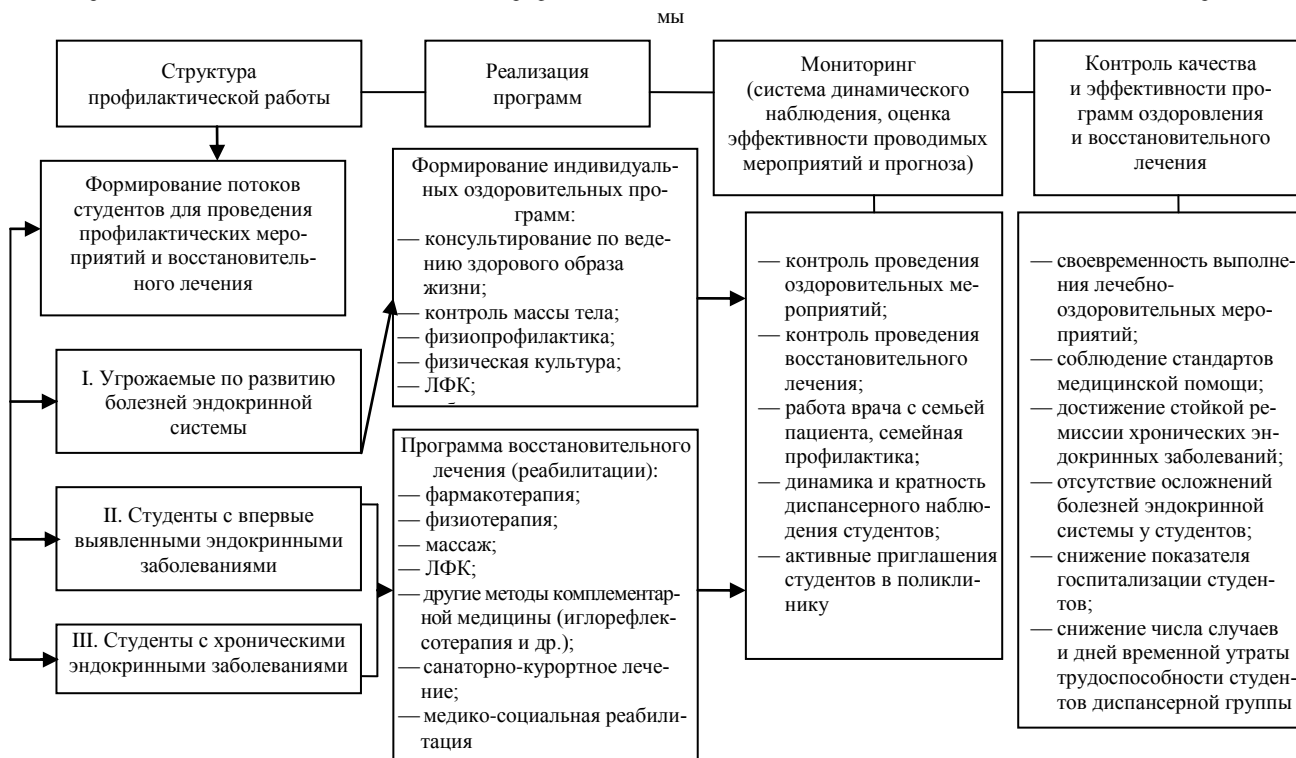 мы
Структура
профилактической работы
Реализация
программ
Мониторинг
(система динамического
наблюдения, оценка
эффективности проводимых
мероприятий и прогноза)
Контроль качества
и эффективности про-
грамм оздоровления
и восстановительного
лечения
Формирование потоков
студентов для проведения
профилактических меро-
приятий и восстановитель-
ного лечения
I. Угрожаемые по развитию
болезней эндокринной
системы
II. Студенты с впервые
выявленными эндокринными
заболеваниями
III. Студенты с хроническими
эндокринными заболеваниями
Формирование индивидуаль-
ных оздоровительных про-
грамм:
— консультирование по веде-
нию здорового образа
жизни;
— контроль массы тела;
— физиопрофилактика;
— физическая культура;
— ЛФК;
Программа восстановительного
лечения (реабилитации):
— фармакотерапия;
— физиотерапия;
— массаж;
— ЛФК;
— другие методы комплементар-
ной медицины (иглорефлек-
сотерапия и др.);
— санаторно-курортное лече-
ние;
— медико-социальная реабили-
тация
— контроль проведения
оздоровительных ме-
роприятий;
— контроль проведения
восстановительного
лечения;
— работа врача с семьей
пациента, семейная
профилактика;
— динамика и кратность
диспансерного наблю-
дения студентов;
— активные приглашения
студентов в поликли-
нику
— своевременность выполне-
ния лечебно-
оздоровительных меро-
приятий;
— соблюдение стандартов
медицинской помощи;
— достижение стойкой ре-
миссии хронических эн-
докринных заболеваний;
— отсутствие осложнений
болезней эндокринной
системы у студентов;
— снижение показателя
госпитализации студен-
тов;
— снижение числа случаев
и дней временной утраты
трудоспособности студен-
тов диспансерной группы